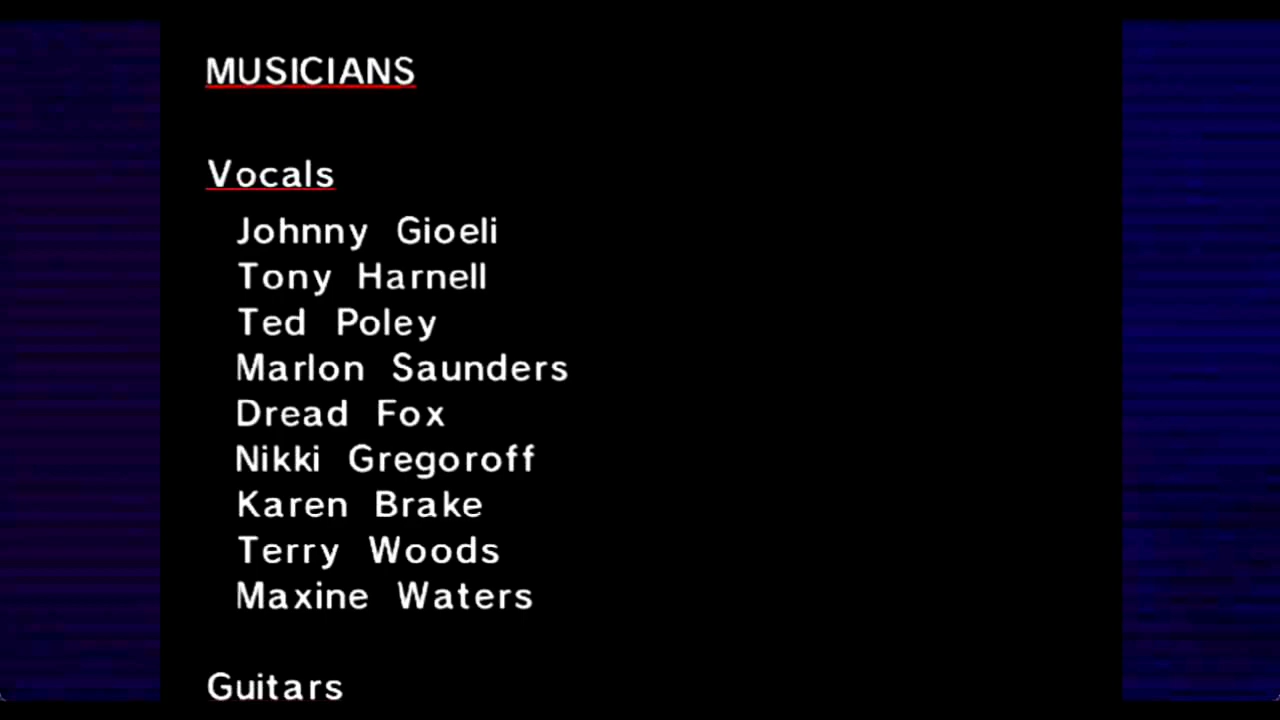 MUSICIANS
Vocals
Johnny Gioeli
Tony Harnell
Ted Poley
Marlon Saunders
Dread Fox
Nikki Gregoroff
Karen Brake
Terry Woods
Maxine Waters
Guitars